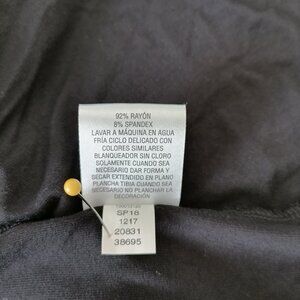 92% RAYÓN
8% SPANDEX
LAVAR A MÁQUINA EN AGUA
FRÍA CICLO DELICADO CON
COLORES SIMILARES
BLANQUEADOR SIN CLORO
SOLAMENTE CUANDO SEA
NECESARIO DAR FORMA Y
SECAR EXTENDIDO EN PLANO
PLANCHA TIBIA CUANDO SEA
NECESARIO NO PLANCHAR LA
DECORACIÓN
SP18
1217
20831
38695